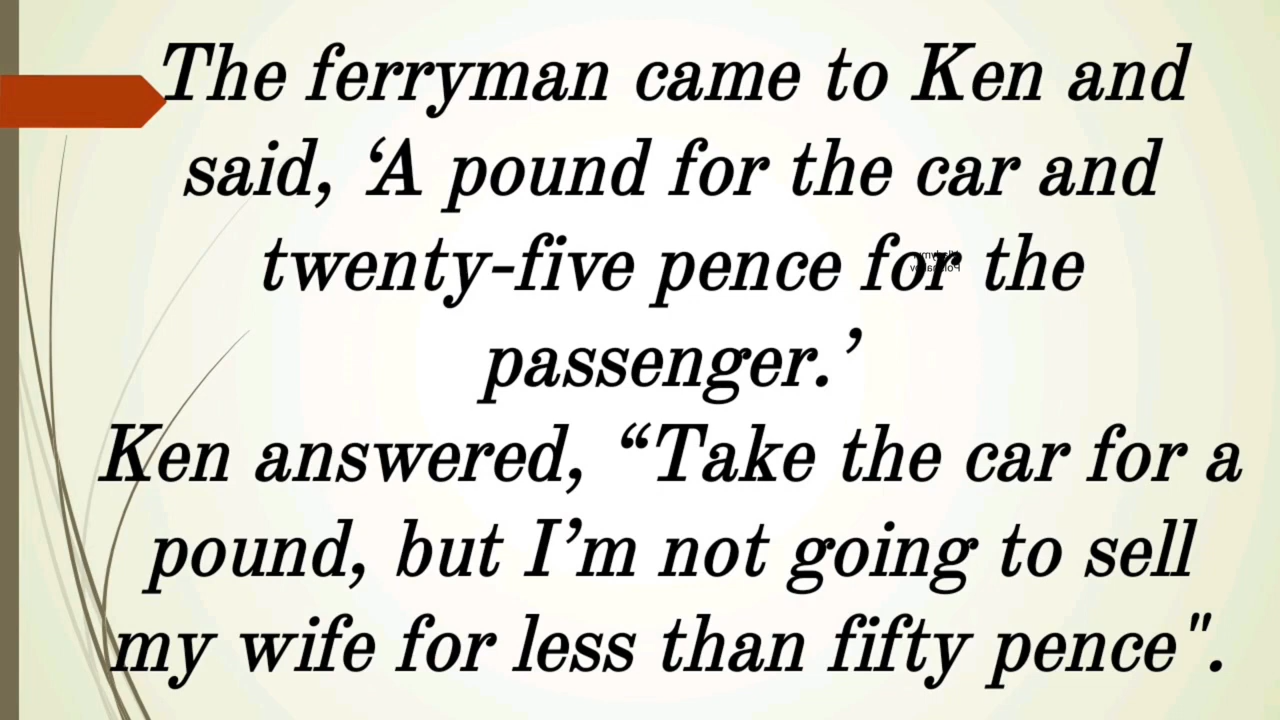 The ferryman came to Ken and
said, ‘A pound for the car and
twenty-five pence for the
passenger.’
Ken answered, “Take the car for a
pound, but I’m not going to sell
my wife for less than fifty pence".